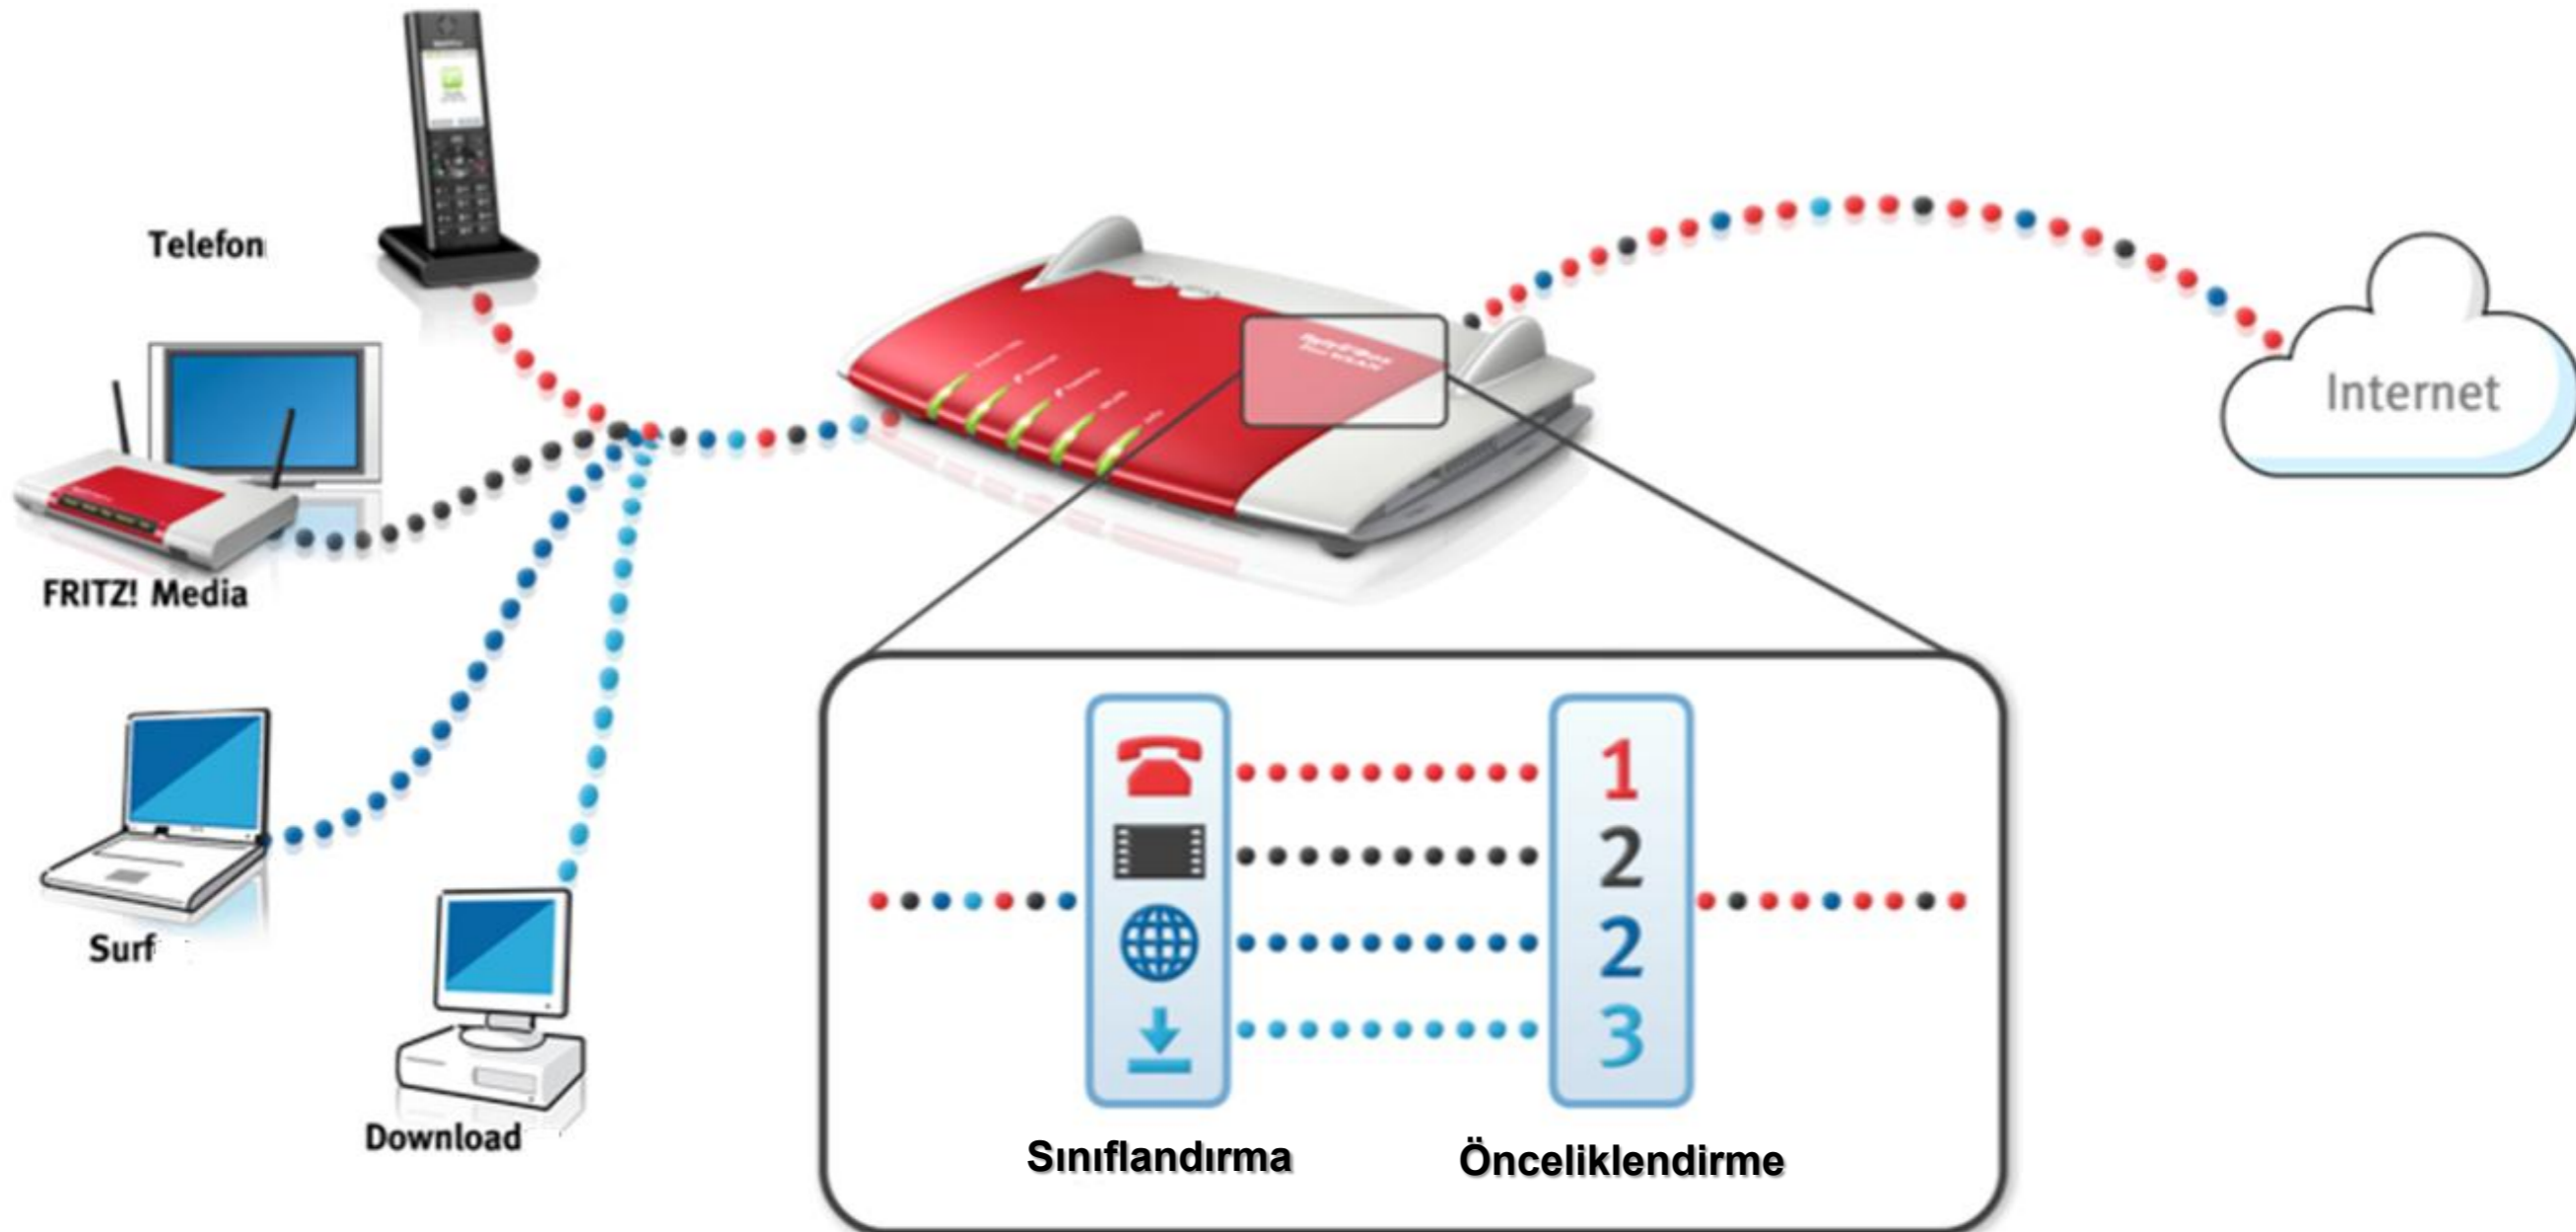 Telefon
FRITZ! Media
Surf
Download
Internet
1
2
2
3
Sınıflandırma
Önceliklendirme